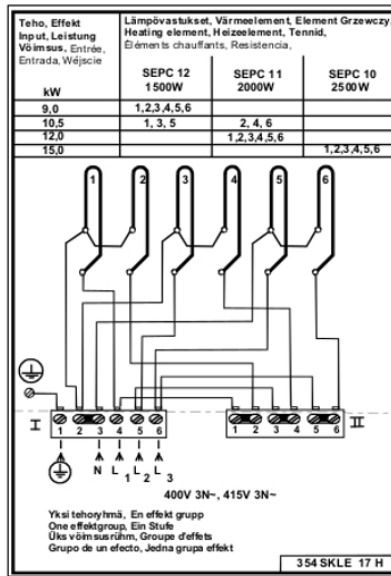 Teho, Effekt
Input, Leistung
Võimsus, Entrée,
Entrada, Wéjscie
kW
Lämpövastukset, Värmeelement, Element Grzewczy,
Heating element, Heizeelement, Tennid,
Éléments chauffants, Resistencia,
SEPC 12
1500W
SEPC 11
2000W
SEPC 10
2500W
9,0 1,2,3,4,5,6
10,5 1, 3, 5 2, 4, 6
12,0 1,2,3,4,5,6
15,0 1,2,3,4,5,6
1 2 3 4 5 6
I 1 2 3 4 5 6
2 3 4 5 6 II
N L1 L2 L3
400V 3N~, 415V 3N~
Yksi tehoryhmä, En effekt grupp
One effektgroup, Ein Stufe
Üks võimsusrühm, Groupe d'effets
Grupo de un efecto, Jedna grupa effekt
354 SKLE 17 H